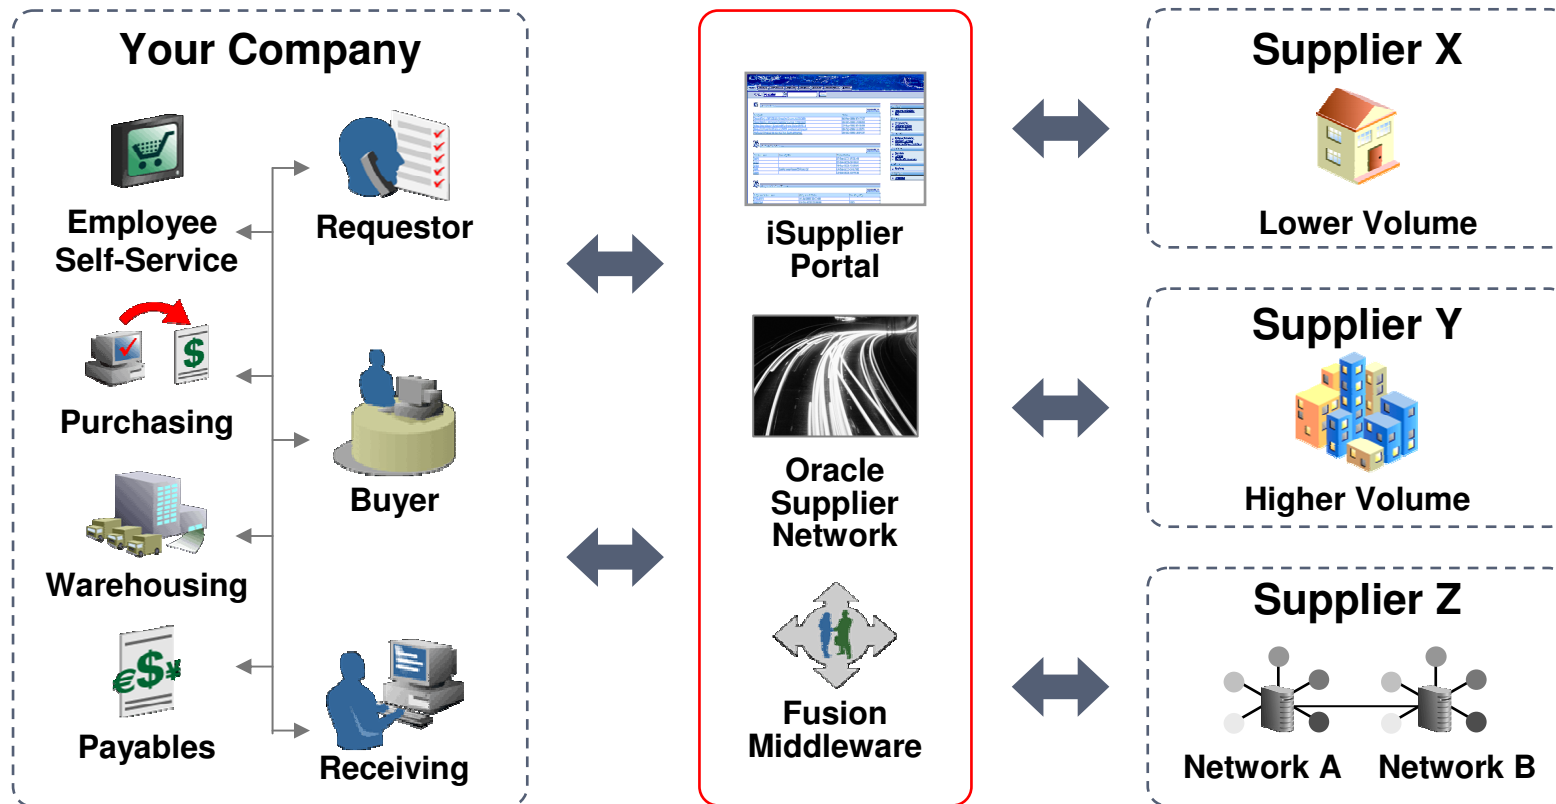 Your Company
Employee
Self-Service
Requestor
Purchasing
Buyer
Warehousing
Payables
Receiving
iSupplier
Portal
Oracle
Supplier
Network
Fusion
Middleware
Supplier X
Lower Volume
Supplier Y
Higher Volume
Supplier Z
Network A
Network B